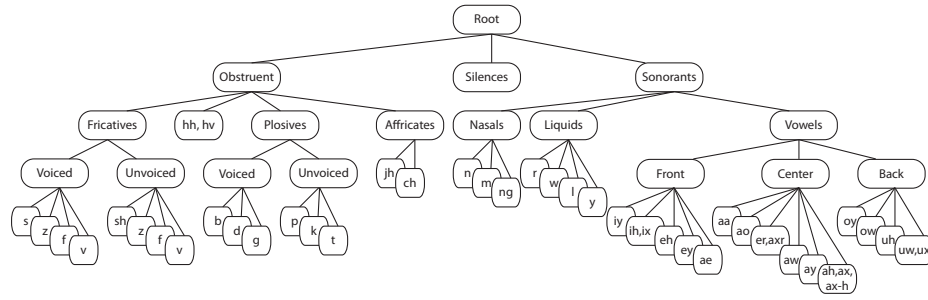 Root
Obstruent Silences Sonorants
Fricatives hh, hv Plosives Affricates Nasals Liquids Vowels
Voiced Unvoiced Voiced Unvoiced jh ch n m ng r w l y Front Center Back
s z f v sh z f v b d g p k t iy ih,ix eh ey ae aa ao er,axr aw ay ah,ax, oy ow uh uw,ux
ax-h